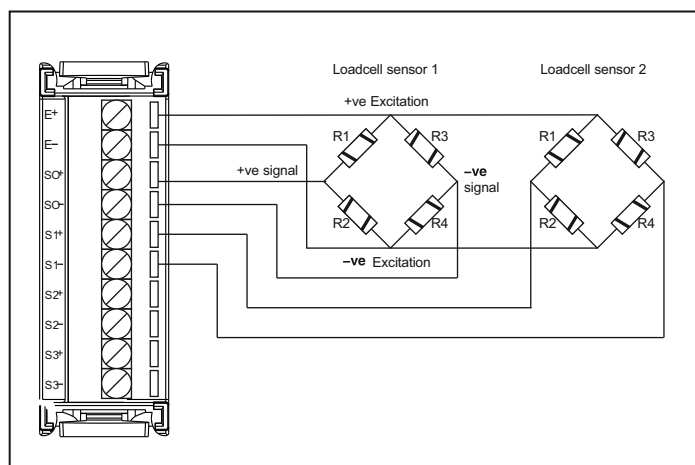 Loadcell sensor 1
Loadcell sensor 2
+ve Excitation
E+
E−
SO+
SO−
S1+
S1−
S2+
S2−
S3+
S3−
R1
R3
R1
R3
+ve signal
−ve
signal
R2
R4
R2
R4
−ve Excitation